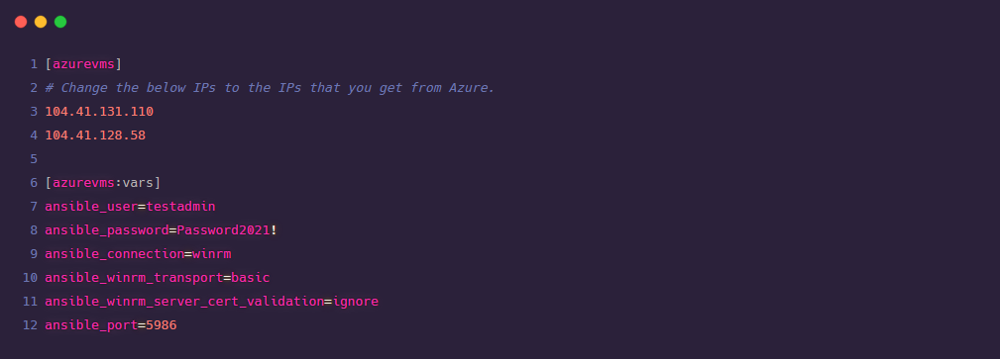 1 [azurevms]
2 # Change the below IPs to the IPs that you get from Azure.
3 104.41.131.110
4 104.41.128.58
5
6 [azurevms:vars]
7 ansible_user=testadmin
8 ansible_password=Password2021!
9 ansible_connection=winrm
10 ansible_winrm_transport=basic
11 ansible_winrm_server_cert_validation=ignore
12 ansible_port=5986